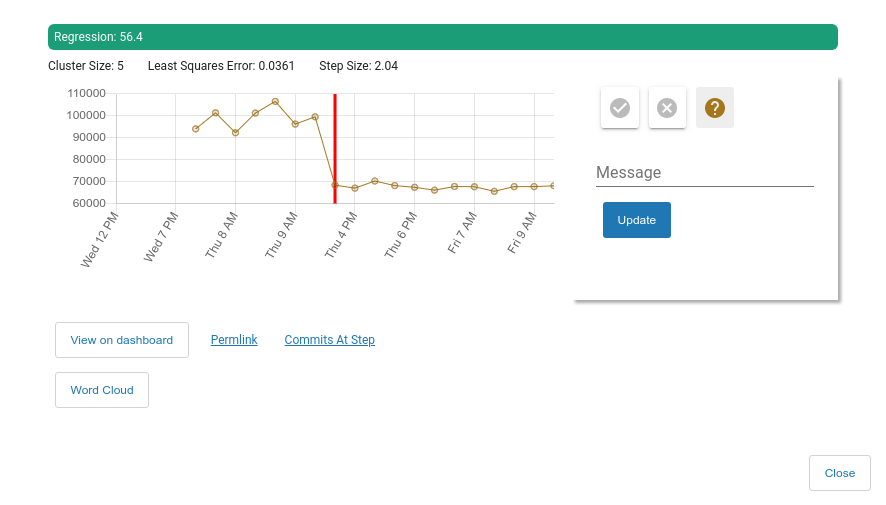 Regression: 56.4
Cluster Size: 5 Least Squares Error: 0.0361 Step Size: 2.04
110000
100000
90000
80000
70000
60000
Wed 12 PM
Wed 7 PM
Thu 8 AM
Thu 9 AM
Thu 4 PM
Thu 6 PM
Fri 7 AM
Fri 9 AM
?
Message
Update
View on dashboard Permlink Commits At Step
Word Cloud
Close